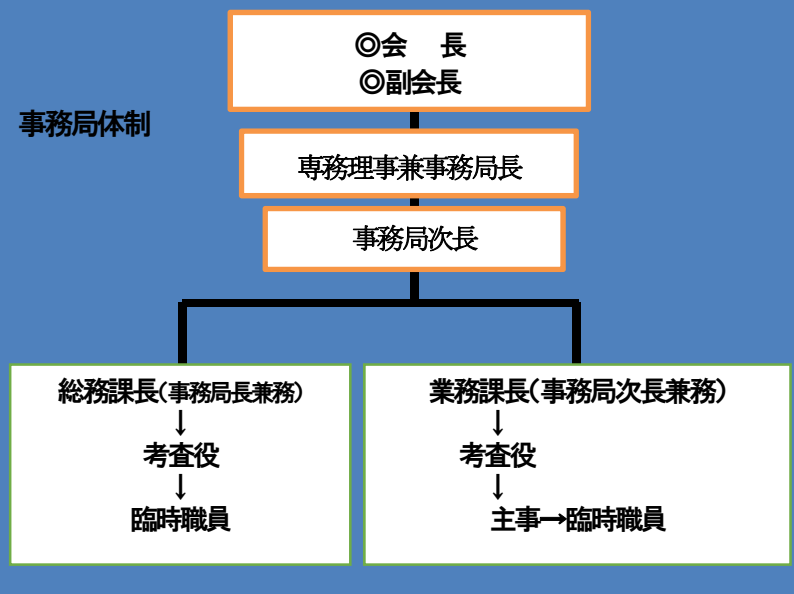 ◎会　長
◎副会長
事務局体制
専務理事兼事務局長
事務局次長
総務課長(事務局長兼務)
↓
考査役
↓
臨時職員
業務課長(事務局次長兼務)
↓
考査役
↓
主事→臨時職員